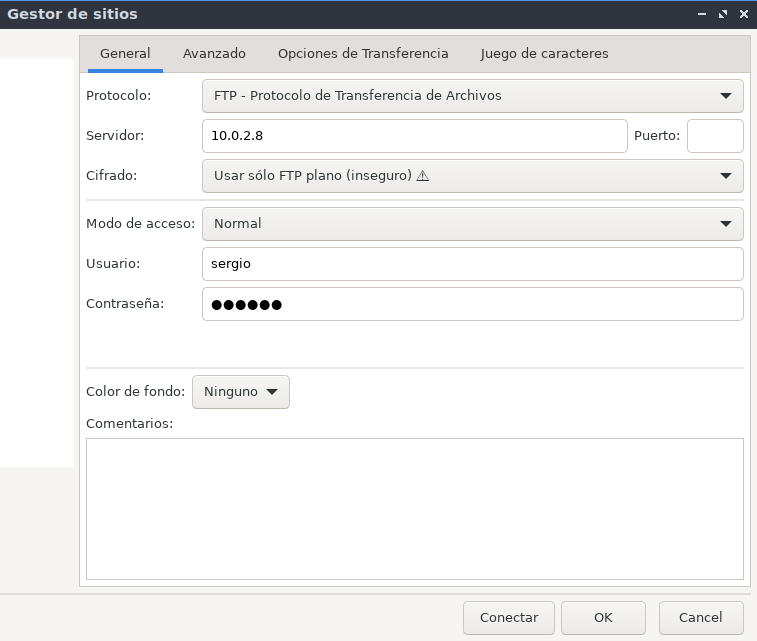 Gestor de sitios
General Avanzado Opciones de Transferencia Juego de caracteres
Protocolo: FTP - Protocolo de Transferencia de Archivos
Servidor: 10.0.2.8 Puerto:
Cifrado: Usar sólo FTP plano (inseguro) ⚠
Modo de acceso: Normal
Usuario: sergio
Contraseña: ●●●●●●
Color de fondo: Ninguno
Comentarios:
Conectar OK Cancel